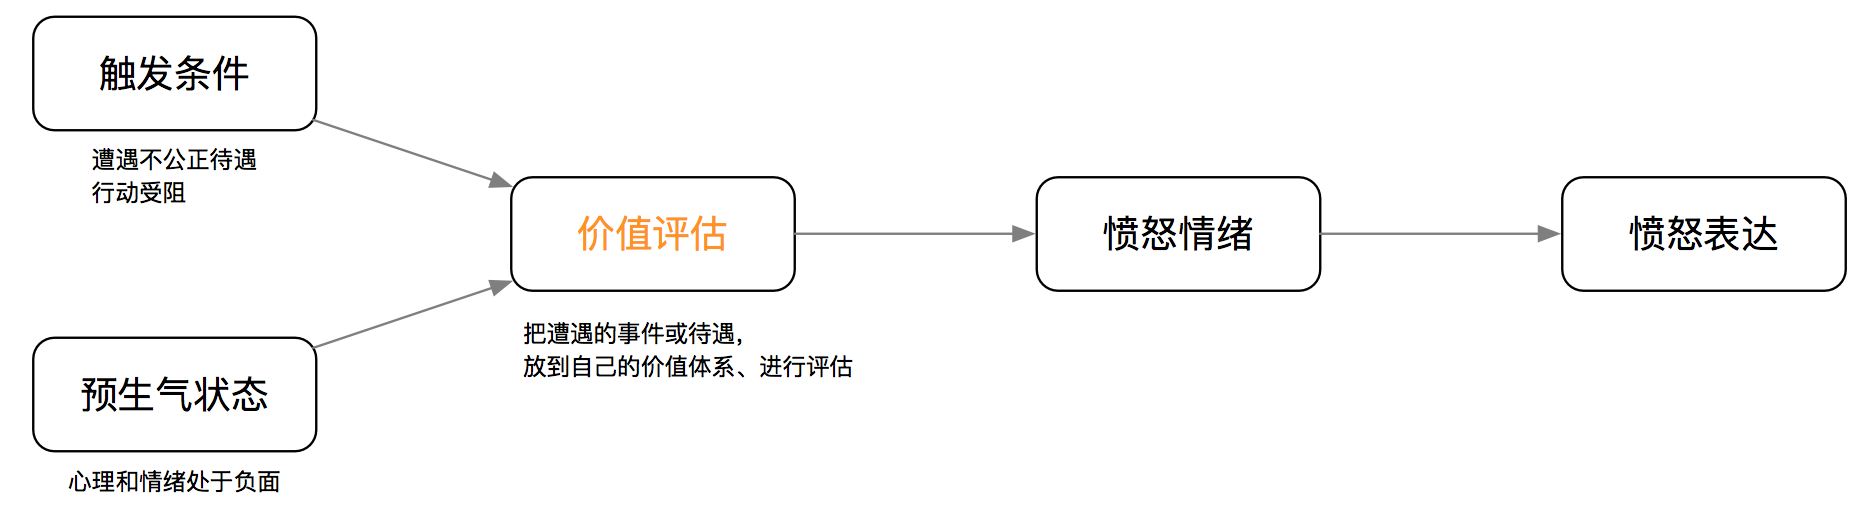 触发条件
遭遇不公正待遇
行动受阻
预生气状态
心理和情绪处于负面
价值评估
把遭遇的事件或待遇，
放到自己的价值体系、进行评估
愤怒情绪
愤怒表达